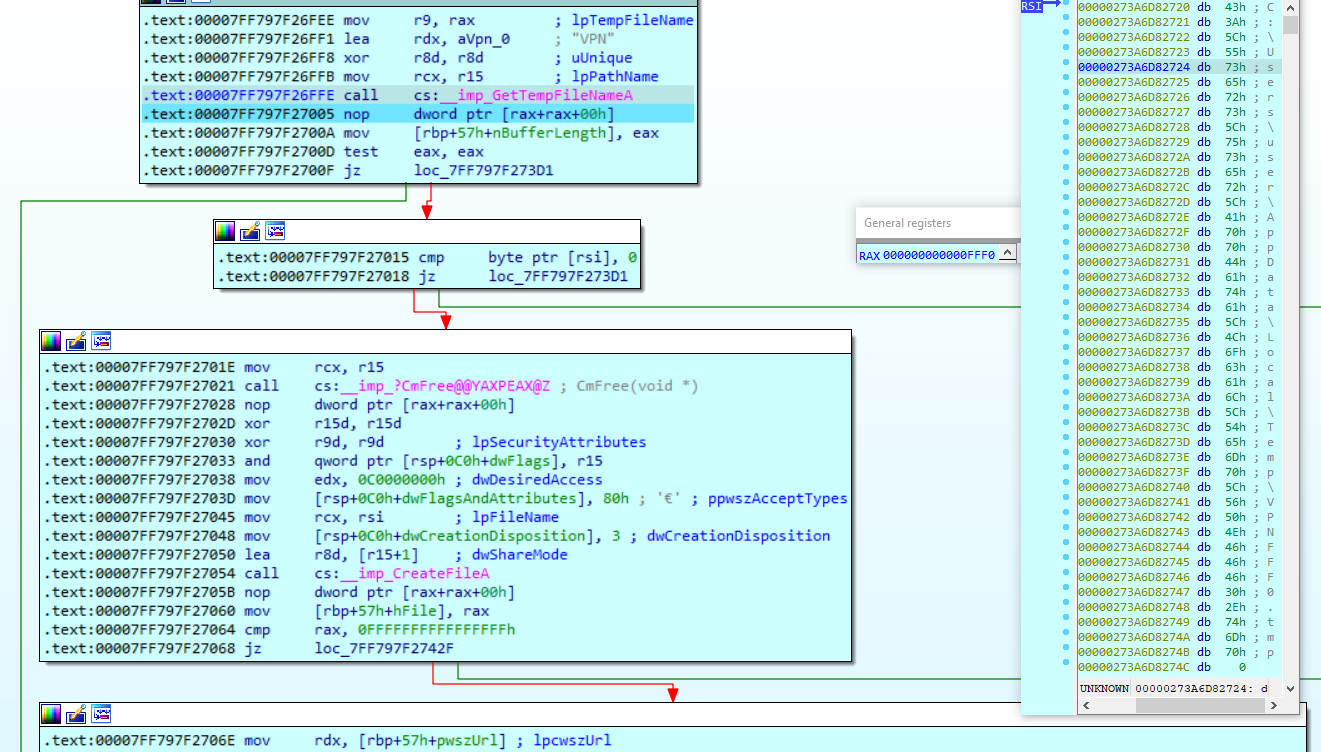 .text:00007FF797F26FEE mov r9, rax ; lpTempFileName
.text:00007FF797F26FF1 lea rdx, aVpn_0 ; "VPN"
.text:00007FF797F26FF8 xor r8d, r8d ; uUnique
.text:00007FF797F26FFB mov rcx, r15 ; lpPathName
.text:00007FF797F26FFE call cs:__imp_GetTempFileNameA
.text:00007FF797F27005 nop dword ptr [rax+rax+00h]
.text:00007FF797F2700A mov [rbp+57h+nBufferLength], eax
.text:00007FF797F2700D test eax, eax
.text:00007FF797F2700F jz loc_7FF797F273D1
.text:00007FF797F27015 cmp byte ptr [rsi], 0
.text:00007FF797F27018 jz loc_7FF797F273D1
.text:00007FF797F2701E mov rcx, r15
.text:00007FF797F27021 call cs:__imp_?CmFree@@YAXPEAX@Z ; CmFree(void *)
.text:00007FF797F27028 nop dword ptr [rax+rax+00h]
.text:00007FF797F2702D xor r15d, r15d
.text:00007FF797F27030 xor r9d, r9d ; lpSecurityAttributes
.text:00007FF797F27033 and qword ptr [rsp+0C0h+dwFlags], r15
.text:00007FF797F27038 mov edx, 0C0000000h ; dwDesiredAccess
.text:00007FF797F2703D mov [rsp+0C0h+dwFlagsAndAttributes], 80h ; '€' ; ppwszAcceptTypes
.text:00007FF797F27045 mov rcx, rsi ; lpFileName
.text:00007FF797F27048 mov [rsp+0C0h+dwCreationDisposition], 3 ; dwCreationDisposition
.text:00007FF797F27050 lea r8d, [r15+1] ; dwShareMode
.text:00007FF797F27054 call cs:__imp_CreateFileA
.text:00007FF797F2705B nop dword ptr [rax+rax+00h]
.text:00007FF797F27060 mov [rbp+57h+hFile], rax
.text:00007FF797F27064 cmp rax, 0FFFFFFFFFFFFFFFFh
.text:00007FF797F27068 jz loc_7FF797F2742F
.text:00007FF797F2706E mov rdx, [rbp+57h+pwszUrl] ; lpcwszUrl
General registers
RAX 000000000000FFF0
RSI
00000273A6D82720 db 43h ; C
00000273A6D82721 db 3Ah ; :
00000273A6D82722 db 5Ch ; \
00000273A6D82723 db 55h ; U
00000273A6D82724 db 73h ; s
00000273A6D82725 db 65h ; e
00000273A6D82726 db 72h ; r
00000273A6D82727 db 73h ; s
00000273A6D82728 db 5Ch ; \
00000273A6D82729 db 75h ; u
00000273A6D8272A db 73h ; s
00000273A6D8272B db 65h ; e
00000273A6D8272C db 72h ; r
00000273A6D8272D db 5Ch ; \
00000273A6D8272E db 41h ; A
00000273A6D8272F db 70h ; p
00000273A6D82730 db 70h ; p
00000273A6D82731 db 44h ; D
00000273A6D82732 db 61h ; a
00000273A6D82733 db 74h ; t
00000273A6D82734 db 61h ; a
00000273A6D82735 db 5Ch ; \
00000273A6D82736 db 4Ch ; L
00000273A6D82737 db 6Fh ; o
00000273A6D82738 db 63h ; c
00000273A6D82739 db 61h ; a
00000273A6D8273A db 6Ch ; l
00000273A6D8273B db 5Ch ; \
00000273A6D8273C db 54h ; T
00000273A6D8273D db 65h ; e
00000273A6D8273E db 6Dh ; m
00000273A6D8273F db 70h ; p
00000273A6D82740 db 5Ch ; \
00000273A6D82741 db 56h ; V
00000273A6D82742 db 50h ; P
00000273A6D82743 db 4Eh ; N
00000273A6D82744 db 46h ; F
00000273A6D82745 db 46h ; F
00000273A6D82746 db 46h ; F
00000273A6D82747 db 30h ; 0
00000273A6D82748 db 2Eh ; .
00000273A6D82749 db 74h ; t
00000273A6D8274A db 6Dh ; m
00000273A6D8274B db 70h ; p
00000273A6D8274C db 0
UNKNOWN 00000273A6D82724: d